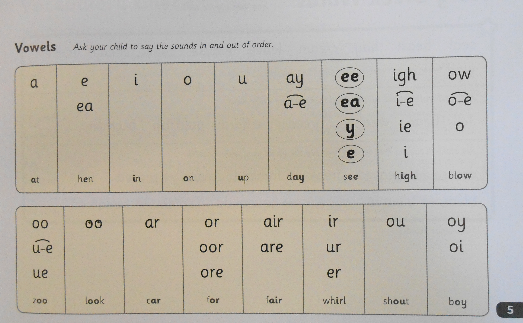 Vowels Ask your child to say the sounds in and out of order.
a e i o u ay ee igh ow
ea a-e ea i-e o-e
y ie o
e i
at hen in on up day see high blow
oo oo ar or air ir ou oy
u-e oor are ur oi
ue ore er
zoo look car for fair whirl shout boy
5